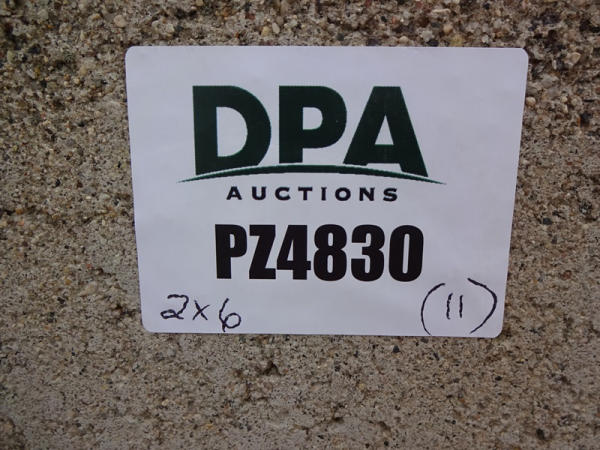 DPA
AUCTIONS
PZ4830
2x6 (11)